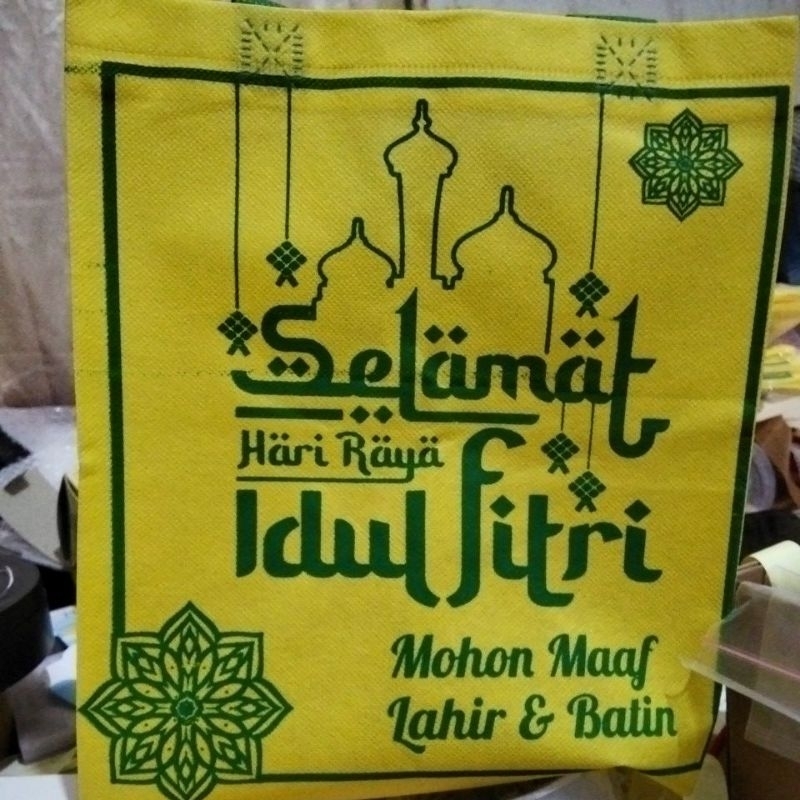 Selamat
Hari Raya
Idul fitri
Mohon Maaf
Lahir & Batin